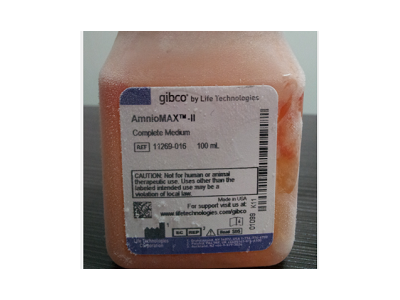 gibco® by Life Technologies
AmnioMAX™-II
Complete Medium
REF 11269-016 100 mL
CAUTION: Not for human or animal
therapeutic use. Uses other than the
labeled intended use may be a
violation of local law.
Made in USA
For support visit us at:
www.lifetechnologies.com/gibco
Life Technologies